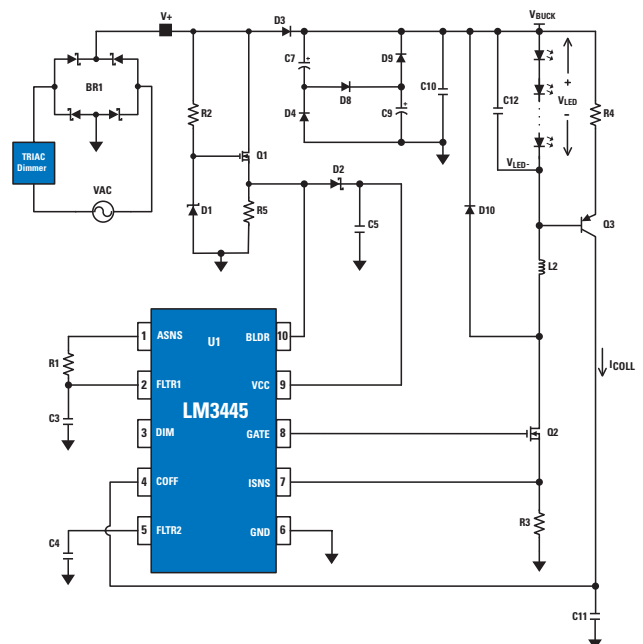 V+
D3
VBUCK
C7
D9
D8
D4
C9
C10
C12
VLED
+
-
VLED-
R4
BR1
R2
TRIAC
Dimmer
VAC
Q1
D1
R5
D2
C5
D10
L2
Q3
ICOLL
U1
LM3445
1 ASNS
2 FLTR1
3 DIM
4 COFF
5 FLTR2
BLDR 10
VCC 9
GATE 8
ISNS 7
GND 6
R1
C3
C4
Q2
R3
C11